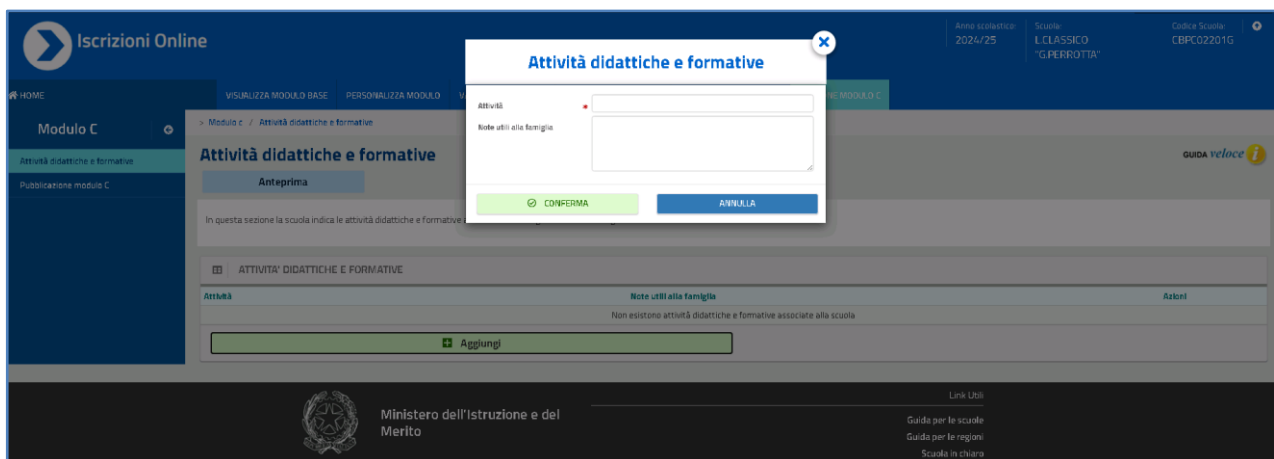 Iscrizioni Online
Anno scolastico:
2024/25
Scuola:
L.CLASSICO
"G.PERROTTA"
Codice Scuola:
CBPC02201G
HOME
VISUALIZZA MODULO BASE
PERSONALIZZA MODULO
NE MODULO C
Modulo C
Attività didattiche e formative
Pubblicazione modulo C
> Modulo c / Attività didattiche e formative
Attività didattiche e formative
GUIDA veloce
Anteprima
In questa sezione la scuola indica le attività didattiche e formative
Attività didattiche e formative
Attività *
Note utili alla famiglia
CONFERMA
ANNULLA
ATTIVITA' DIDATTICHE E FORMATIVE
Attività
Note utili alla famiglia
Azioni
Non esistono attività didattiche e formative associate alla scuola
Aggiungi
Ministero dell'Istruzione e del
Merito
Link Utili
Guida per le scuole
Guida per le regioni
Scuola in chiaro